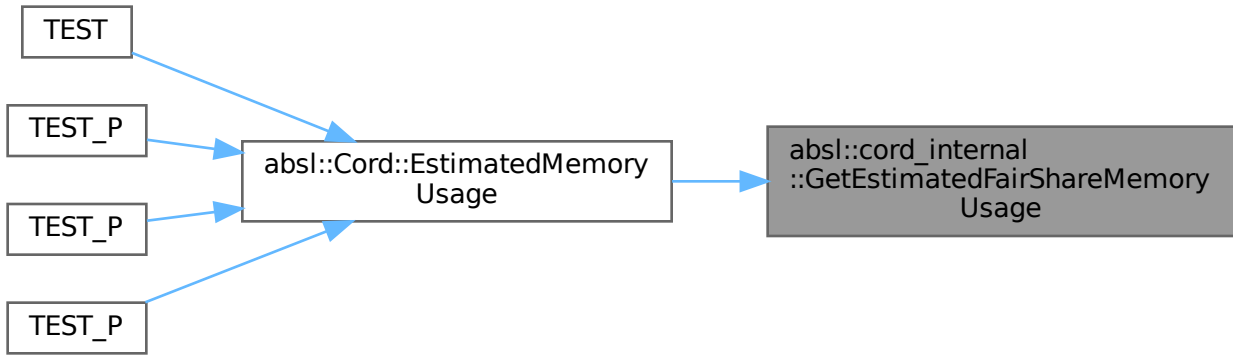 TEST
TEST_P
TEST_P
TEST_P
absl::Cord::EstimatedMemory
Usage
absl::cord_internal
::GetEstimatedFairShareMemory
Usage